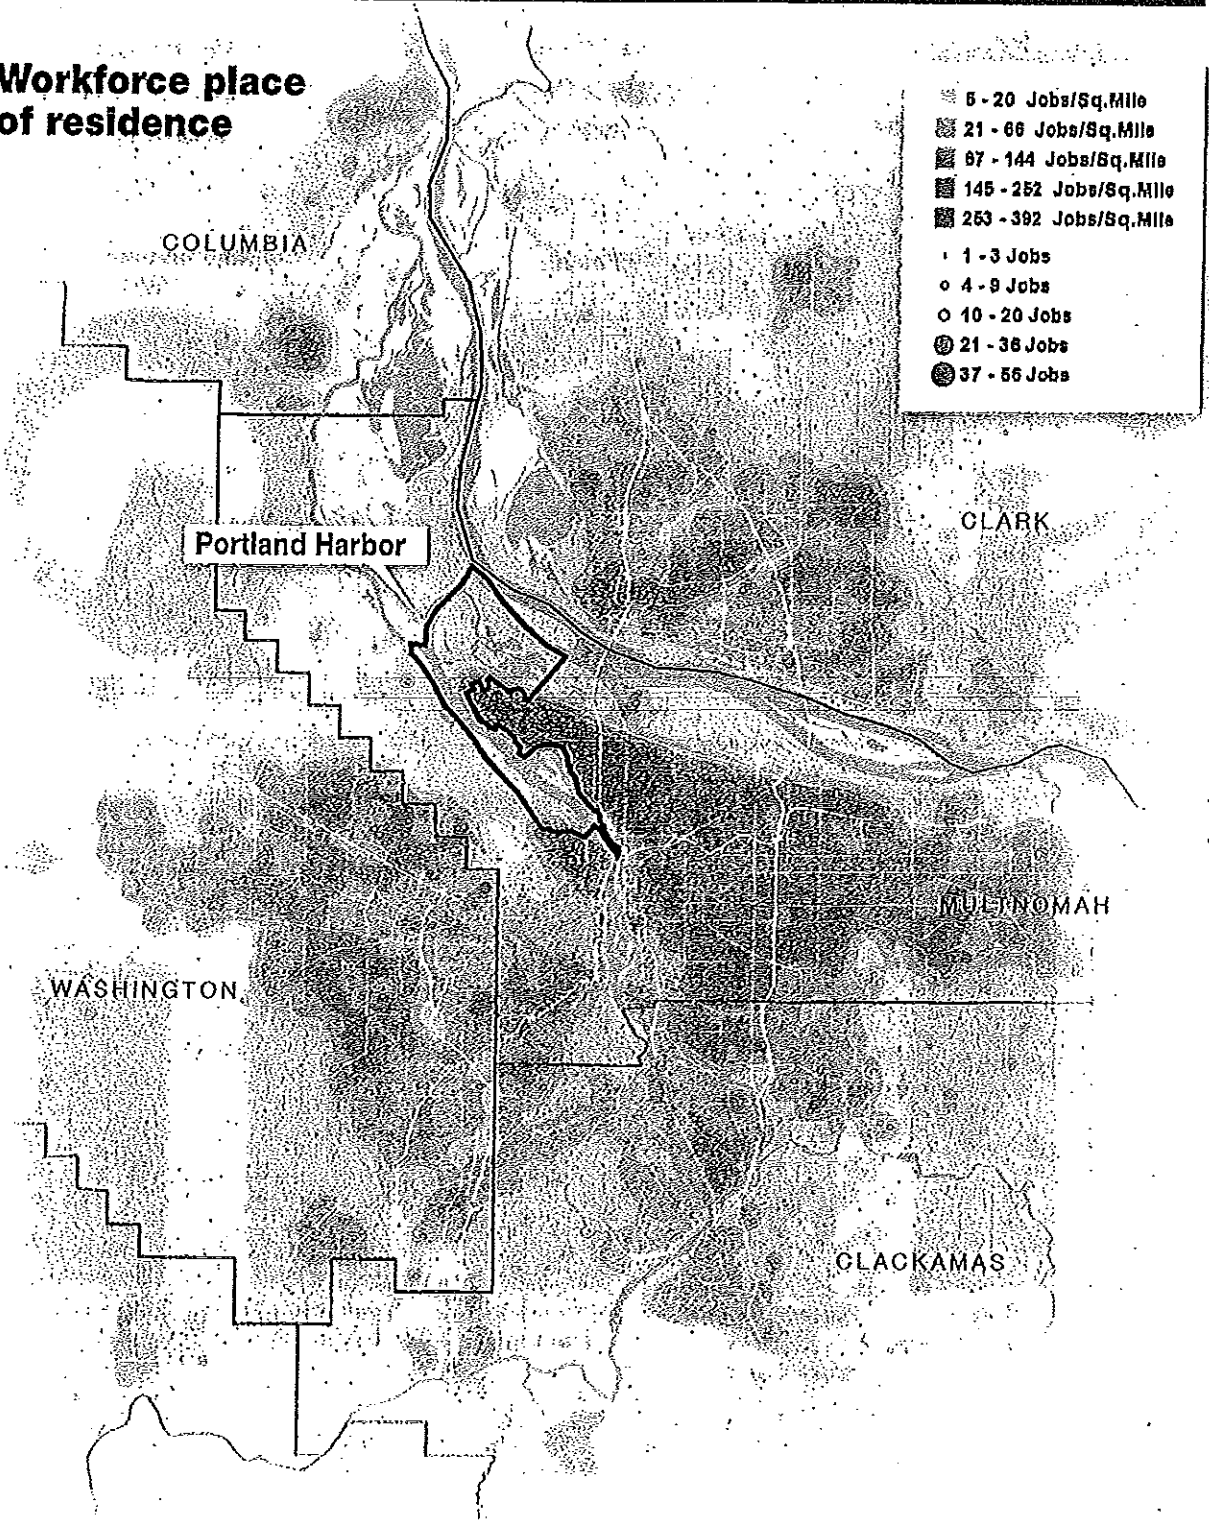 Workforce place
of residence
5 - 20 Jobs/Sq.Mile
21 - 66 Jobs/Sq.Mile
67 - 144 Jobs/Sq.Mile
145 - 252 Jobs/Sq.Mile
253 - 392 Jobs/Sq.Mile
1 - 3 Jobs
4 - 9 Jobs
10 - 20 Jobs
21 - 36 Jobs
37 - 56 Jobs
COLUMBIA
CLARK
Portland Harbor
MULTNOMAH
WASHINGTON
CLACKAMAS